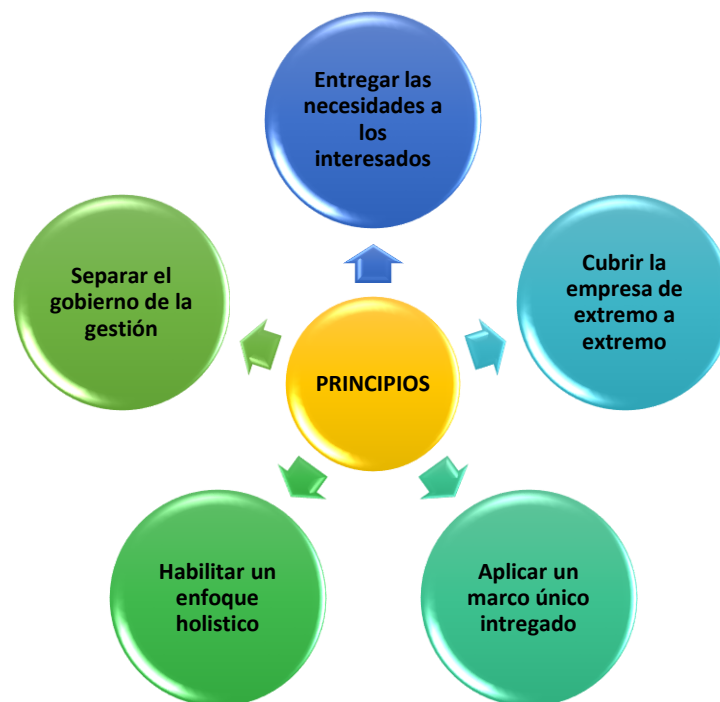 Entregar las
necesidades a
los
interesados
Cubrir la
empresa de
extremo a
extremo
Aplicar un
marco único
intregado
Habilitar un
enfoque
holistico
Separar el
gobierno de la
gestión
PRINCIPIOS